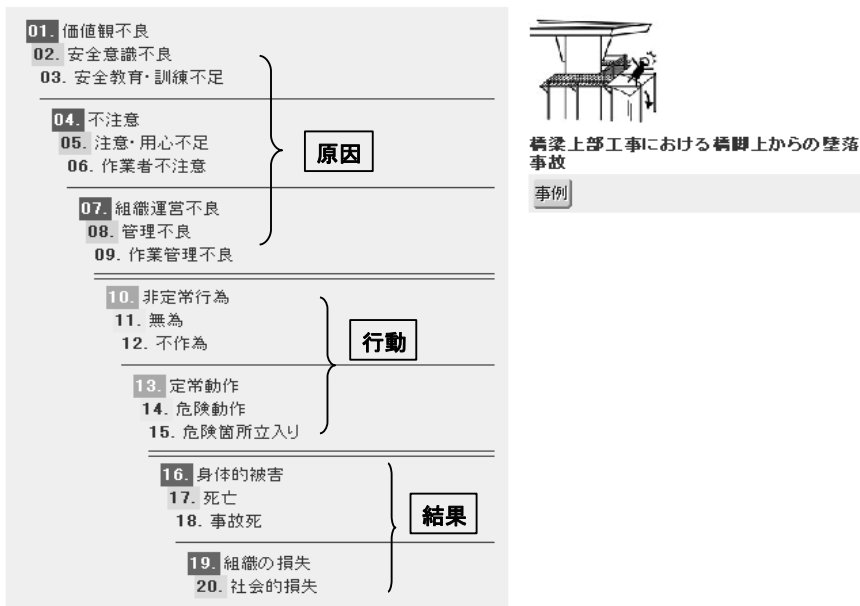 01. 価値観不良
02. 安全意識不良
03. 安全教育・訓練不足
04. 不注意
05. 注意・用心不足
06. 作業者不注意
07. 組織運営不良
08. 管理不良
09. 作業管理不良
原因
10. 非定常行為
11. 無為
12. 不作為
13. 定常動作
14. 危険動作
15. 危険箇所立入り
行動
16. 身体的被害
17. 死亡
18. 事故死
19. 組織の損失
20. 社会的損失
結果
橋梁上部工事における橋脚上からの墜落
事故
事例